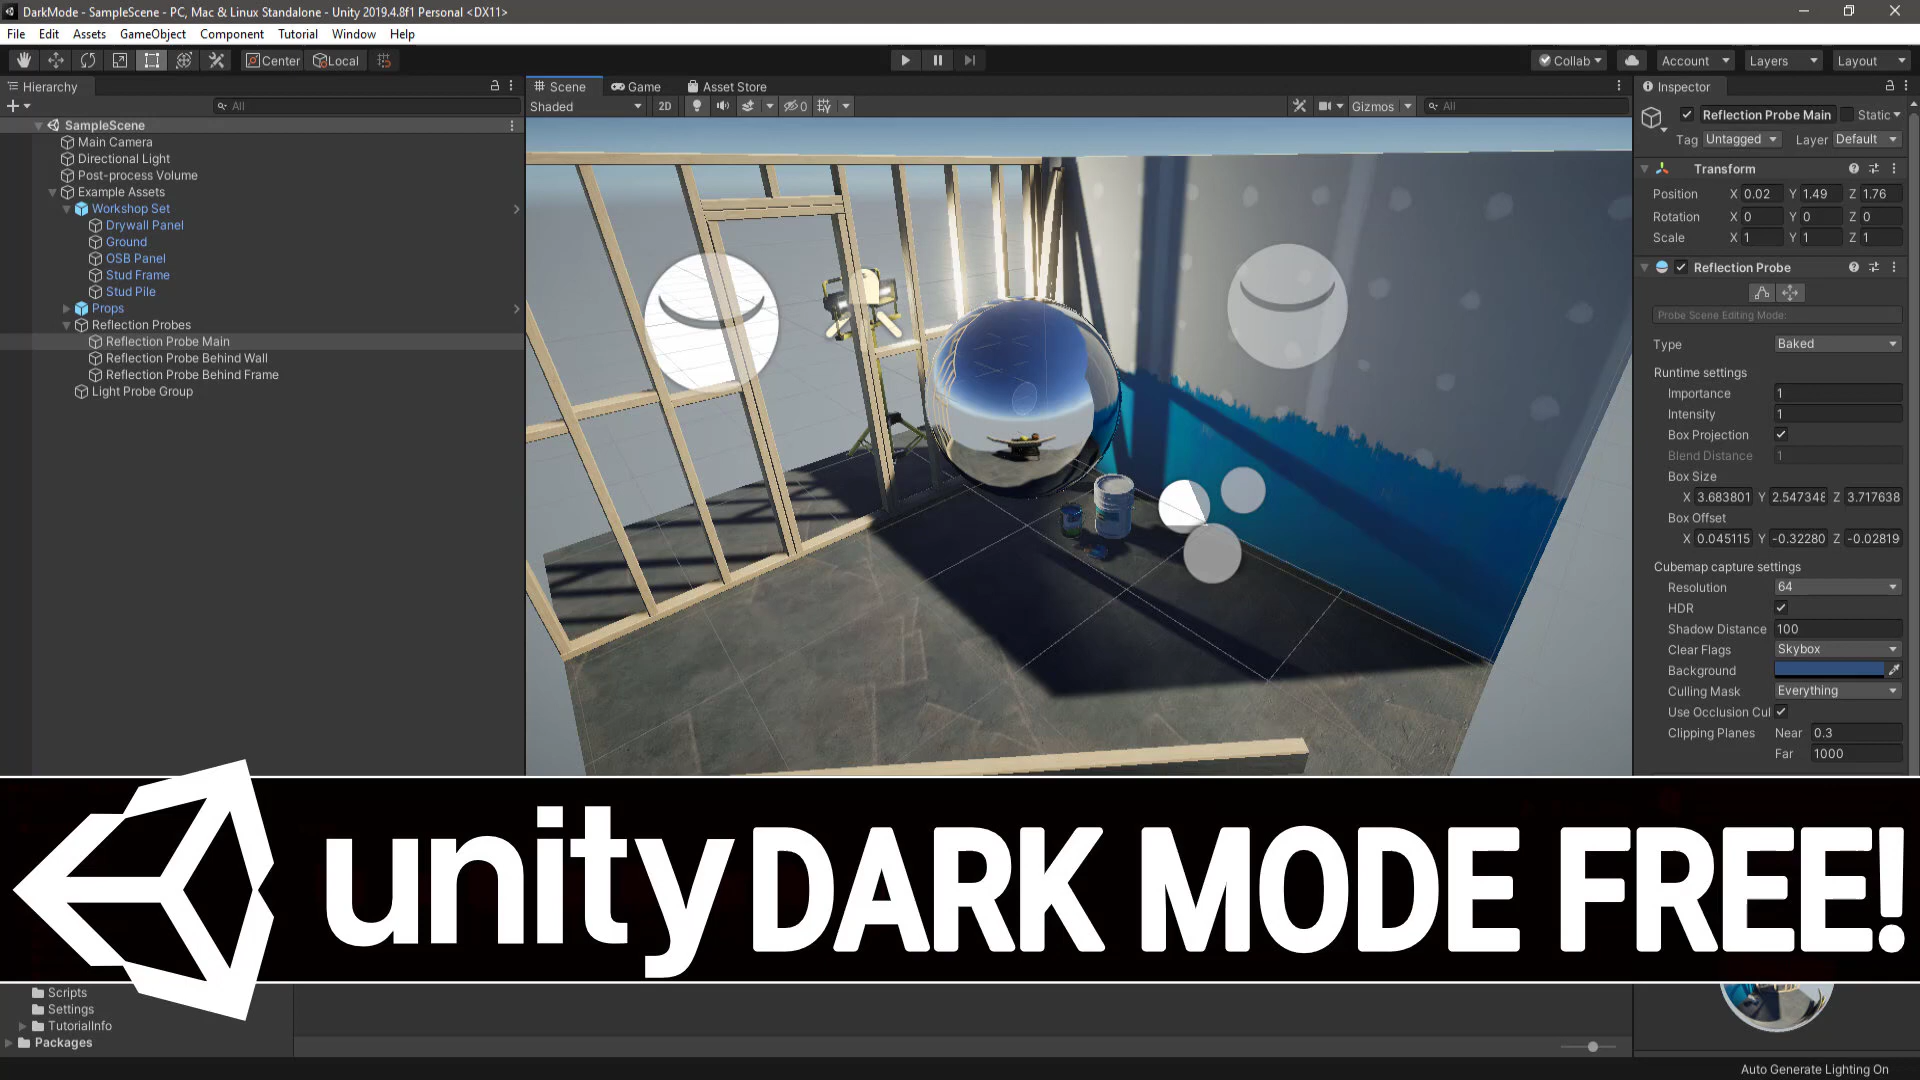 DarkMode - SampleScene - PC, Mac & Linux Standalone - Unity 2019.4.8f1 Personal <DX11>
File Edit Assets GameObject Component Tutorial Window Help
Center Local
Collab Account Layers Layout
Hierarchy
All
SampleScene
Main Camera
Directional Light
Post-process Volume
Example Assets
Workshop Set
Drywall Panel
Ground
OSB Panel
Stud Frame
Stud Pile
Props
Reflection Probes
Reflection Probe Main
Reflection Probe Behind Wall
Reflection Probe Behind Frame
Light Probe Group
Scene Game Asset Store
Shaded 2D 0 Gizmos All
Inspector
Reflection Probe Main Static
Tag Untagged Layer Default
Transform
Position X 0.02 Y 1.49 Z 1.76
Rotation X 0 Y 0 Z 0
Scale X 1 Y 1 Z 1
Reflection Probe
Probe Scene Editing Mode:
Type Baked
Runtime settings
Importance 1
Intensity 1
Box Projection
Blend Distance 1
Box Size
X 3.683801 Y 2.547348 Z 3.717638
Box Offset
X 0.045115 Y -0.32280 Z -0.02819
Cubemap capture settings
Resolution 64
HDR
Shadow Distance 100
Clear Flags Skybox
Background
Culling Mask Everything
Use Occlusion Cul
Clipping Planes Near 0.3
Far 1000
unity DARK MODE FREE!
Scripts
Settings
TutorialInfo
Packages
Auto Generate Lighting On